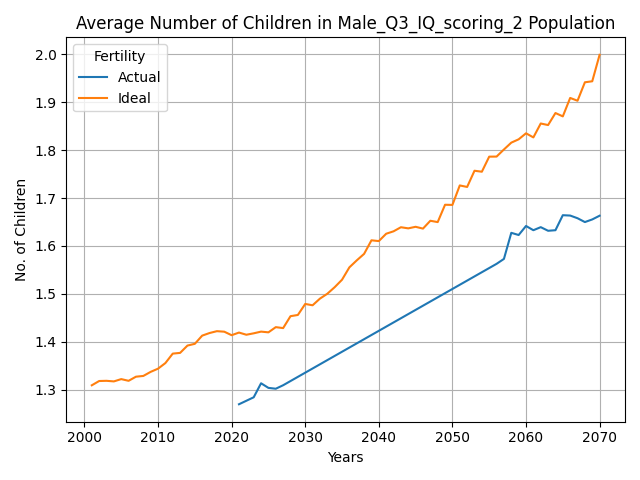 Average Number of Children in Male_Q3_IQ_scoring_2 Population
Fertility
Actual
Ideal
No. of Children
2.0
1.9
1.8
1.7
1.6
1.5
1.4
1.3
2000 2010 2020 2030 2040 2050 2060 2070
Years